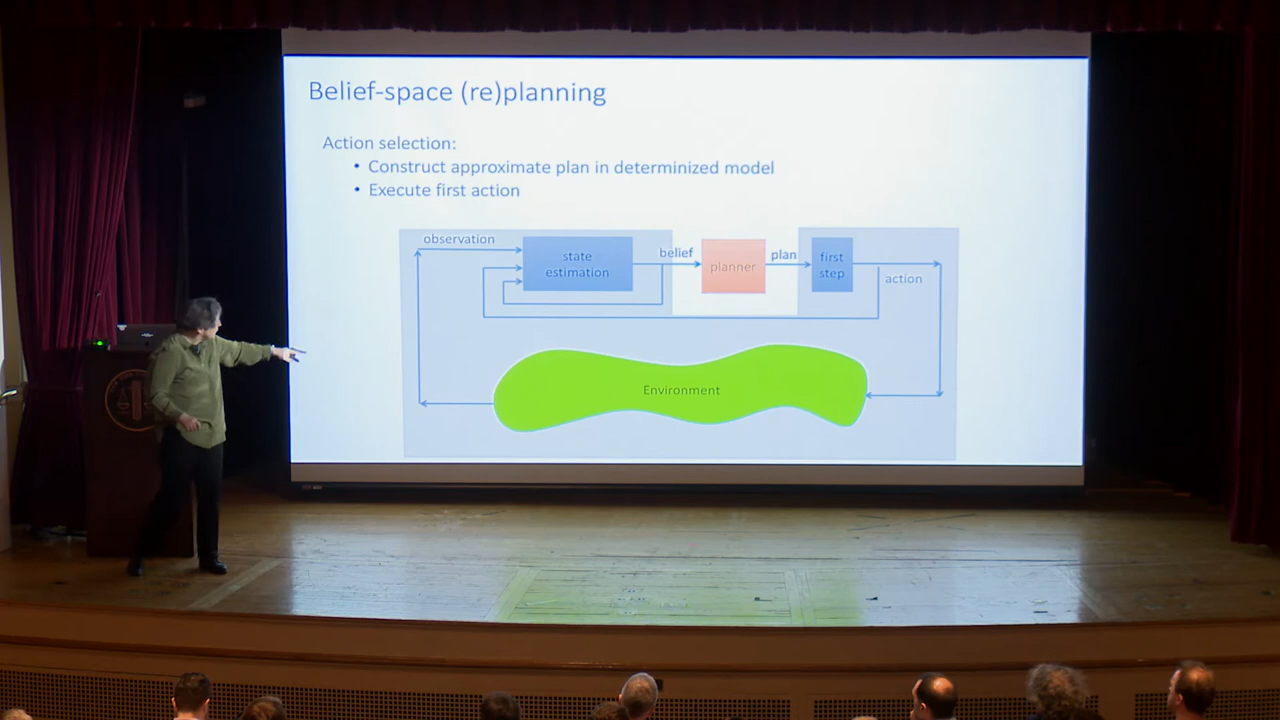 Belief-space (re)planning
Action selection:
• Construct approximate plan in determinized model
• Execute first action
observation
state
estimation
belief
planner
plan
first
step
action
Environment